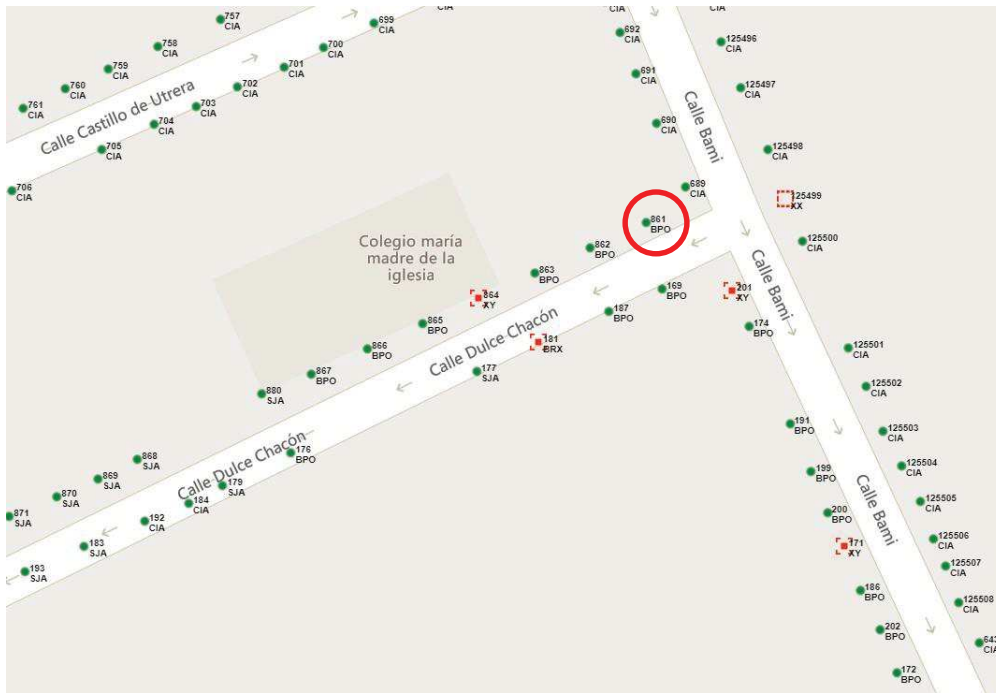 757
CIA
758
CIA
759
CIA
760
CIA
761
CIA
699
CIA
700
CIA
701
CIA
702
CIA
703
CIA
704
CIA
705
CIA
706
CIA
Calle Castillo de Utrera
CIA
CIA
692
CIA
691
CIA
690
CIA
689
CIA
125496
CIA
125497
CIA
125498
CIA
125499
XX
125500
CIA
Calle Bami
Calle Bami
Calle Bami
Colegio maría
madre de la
iglesia
861
BPO
862
BPO
863
BPO
864
XY
865
BPO
866
BPO
867
BPO
880
SJA
868
SJA
869
SJA
870
SJA
871
SJA
Calle Dulce Chacón
Calle Dulce Chacón
169
BPO
187
BPO
181
BRX
177
SJA
176
BPO
179
SJA
184
CIA
192
CIA
183
SJA
193
SJA
201
XY
174
BPO
191
BPO
199
BPO
200
BPO
171
XY
186
BPO
202
BPO
172
BPO
125501
CIA
125502
CIA
125503
CIA
125504
CIA
125505
CIA
125506
CIA
125507
CIA
125508
CIA
643
CIA